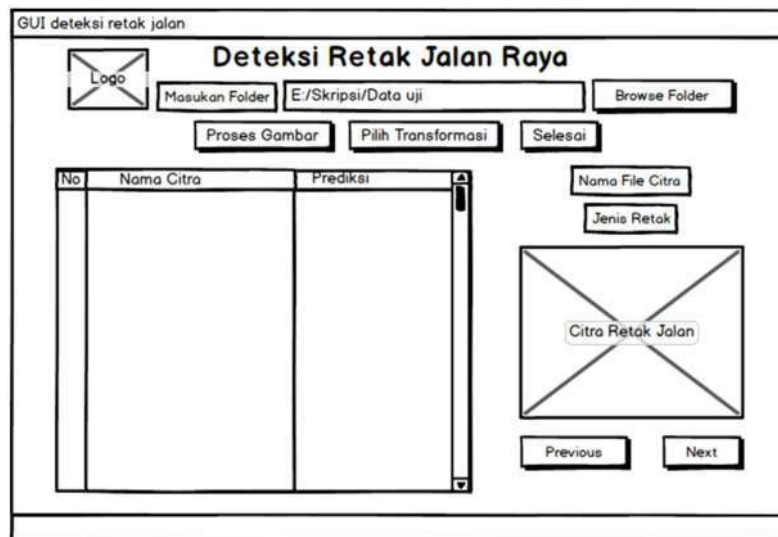 GUI deteksi retak jalan
Deteksi Retak Jalan Raya
Logo
Masukan Folder E:/Skripsi/Data uji Browse Folder
Proses Gambar Pilih Transformasi Selesai
No Nama Citra Prediksi
Nama File Citra
Jenis Retak
Citra Retak Jalan
Previous Next